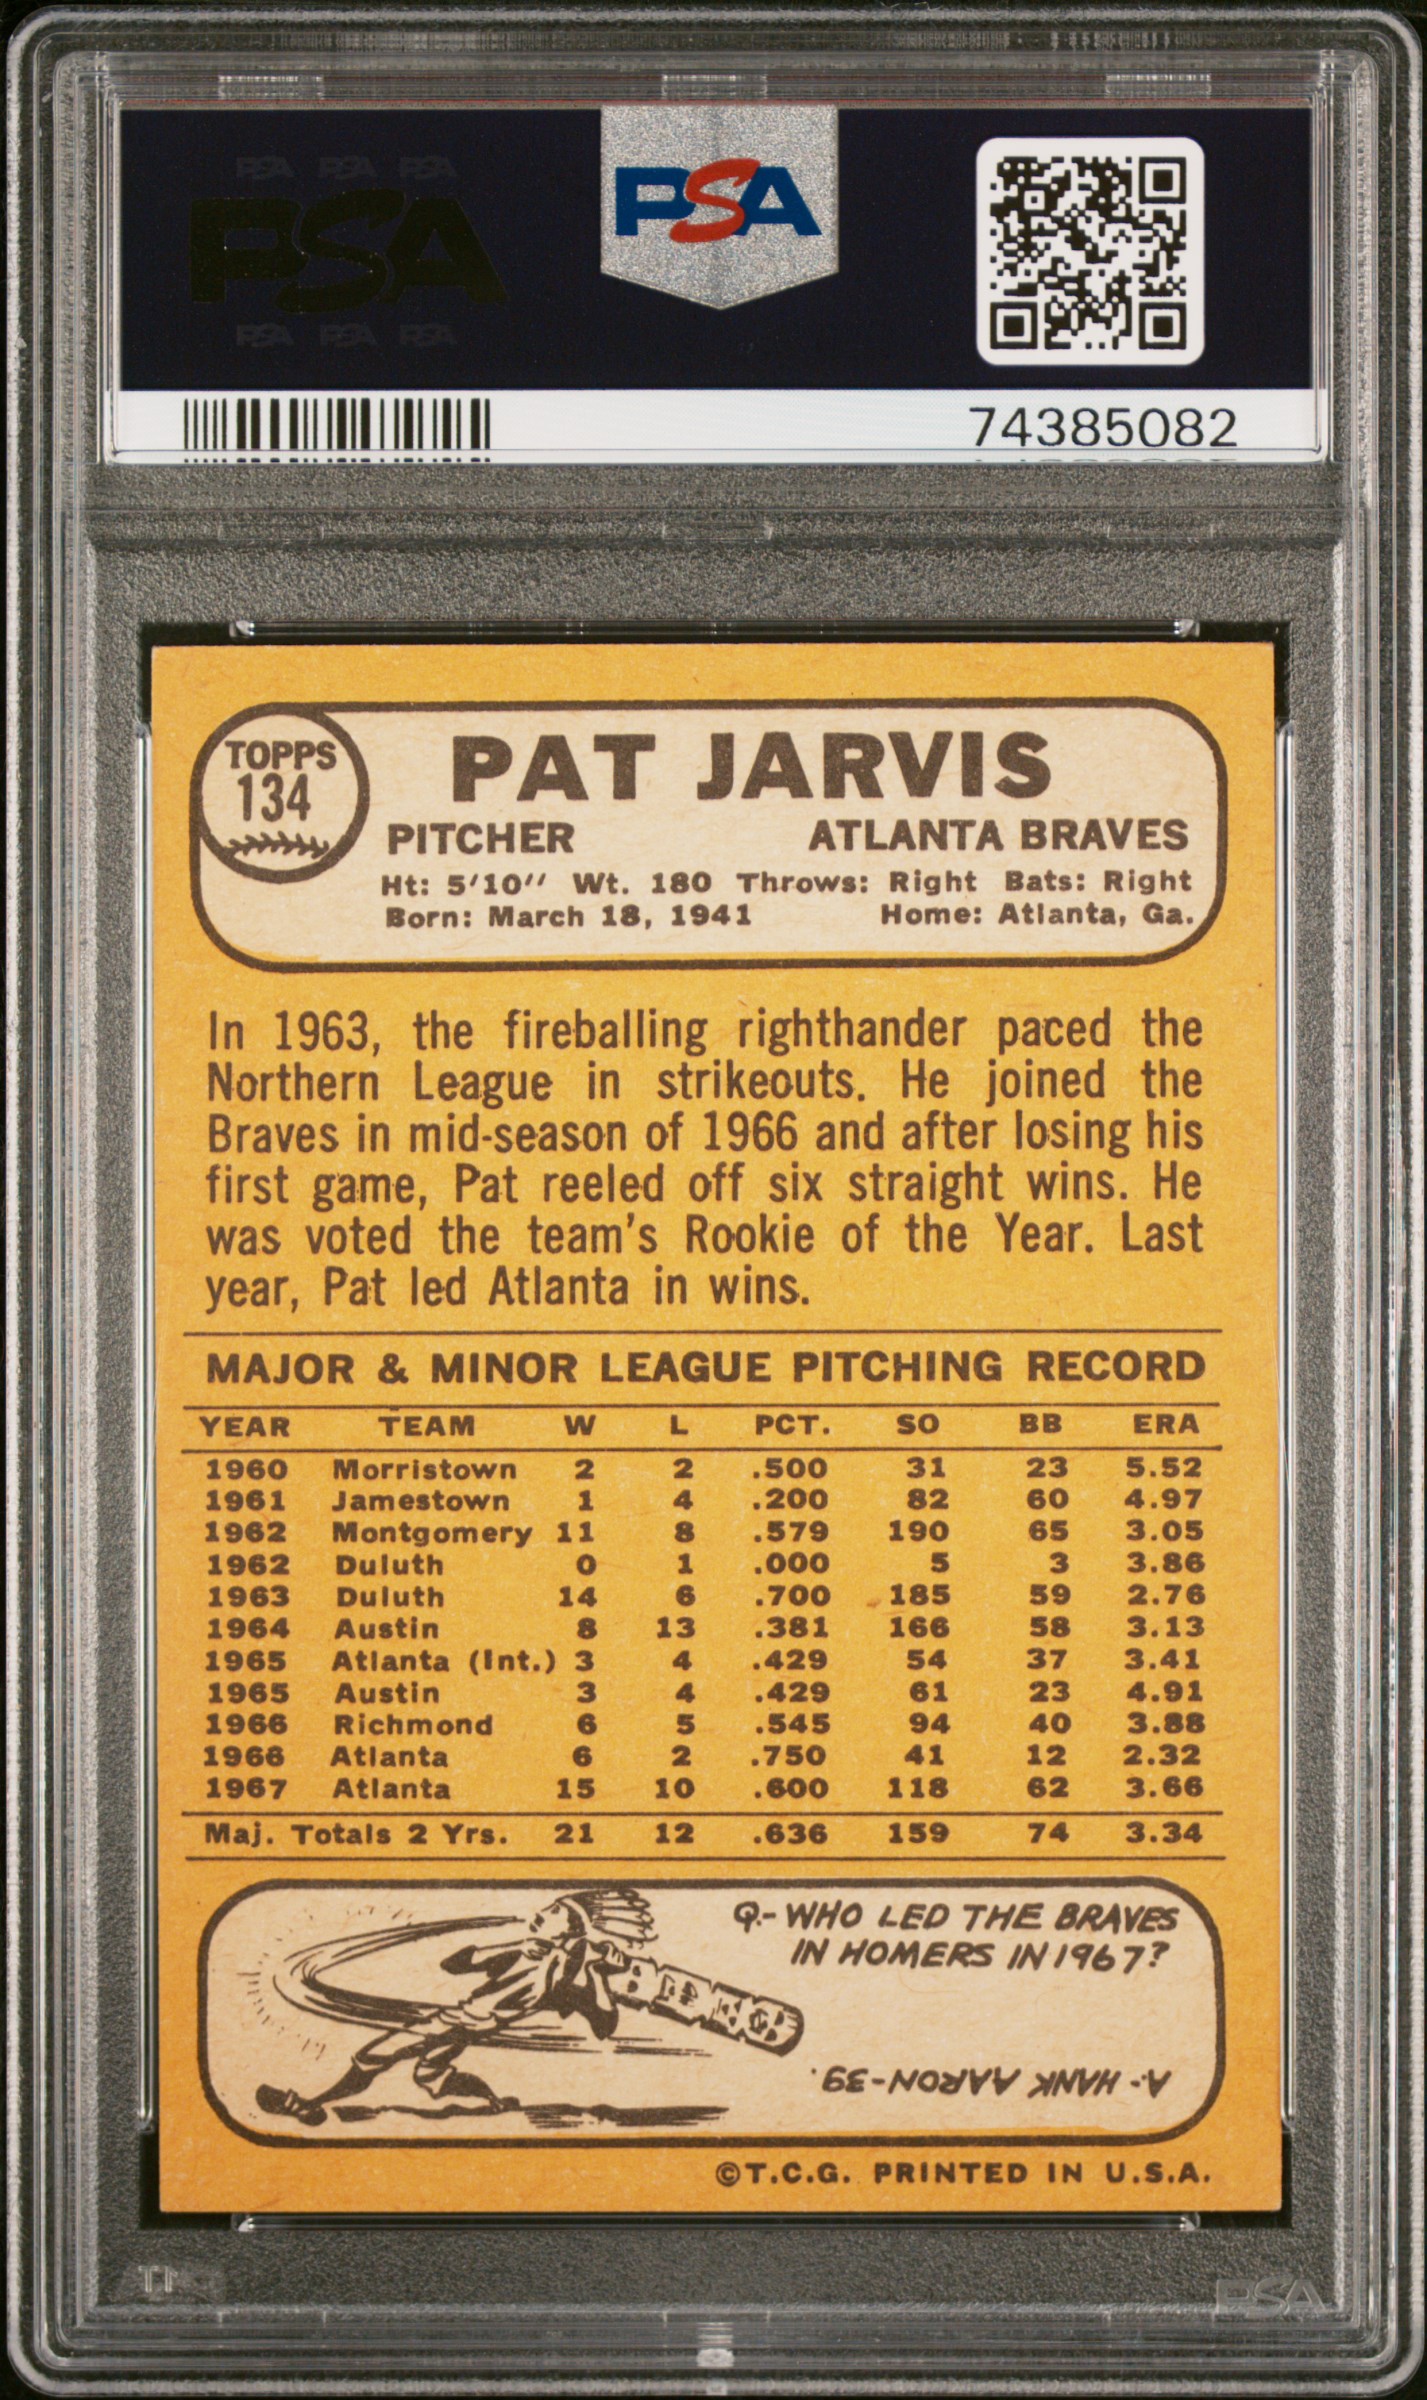 PSA PSA PSA
PSA
PSA PSA PSA
PSA
74385082
TOPPS
134
PAT JARVIS
PITCHER ATLANTA BRAVES
Ht: 5'10" Wt. 180 Throws: Right Bats: Right
Born: March 18, 1941 Home: Atlanta, Ga.
In 1963, the fireballing righthander paced the
Northern League in strikeouts. He joined the
Braves in mid-season of 1966 and after losing his
first game, Pat reeled off six straight wins. He
was voted the team's Rookie of the Year. Last
year, Pat led Atlanta in wins.
MAJOR & MINOR LEAGUE PITCHING RECORD
YEAR TEAM W L PCT. SO BB ERA
1960 Morristown 2 2 .500 31 23 5.52
1961 Jamestown 1 4 .200 82 60 4.97
1962 Montgomery 11 8 .579 190 65 3.05
1962 Duluth 0 1 .000 5 3 3.86
1963 Duluth 14 6 .700 185 59 2.76
1964 Austin 8 13 .381 166 58 3.13
1965 Atlanta (Int.) 3 4 .429 54 37 3.41
1965 Austin 3 4 .429 61 23 4.91
1966 Richmond 6 5 .545 94 40 3.88
1966 Atlanta 6 2 .750 41 12 2.32
1967 Atlanta 15 10 .600 118 62 3.66
Maj. Totals 2 Yrs. 21 12 .636 159 74 3.34
Q.- WHO LED THE BRAVES
IN HOMERS IN 1967?
A.- HANK AARON-39.
©T.C.G. PRINTED IN U.S.A.
PSA